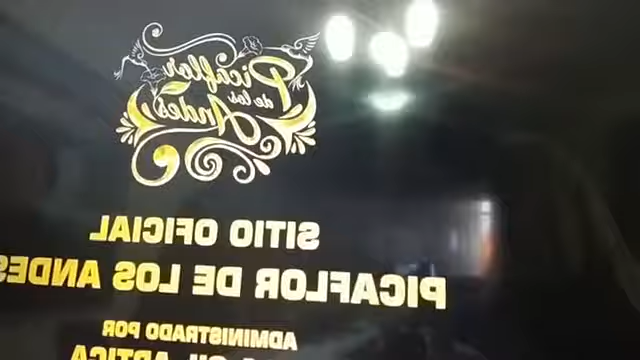 Picaflor
de los
Andes
SITIO OFICIAL
PICAFLOR DE LOS ANDES
ADMINISTRADO POR